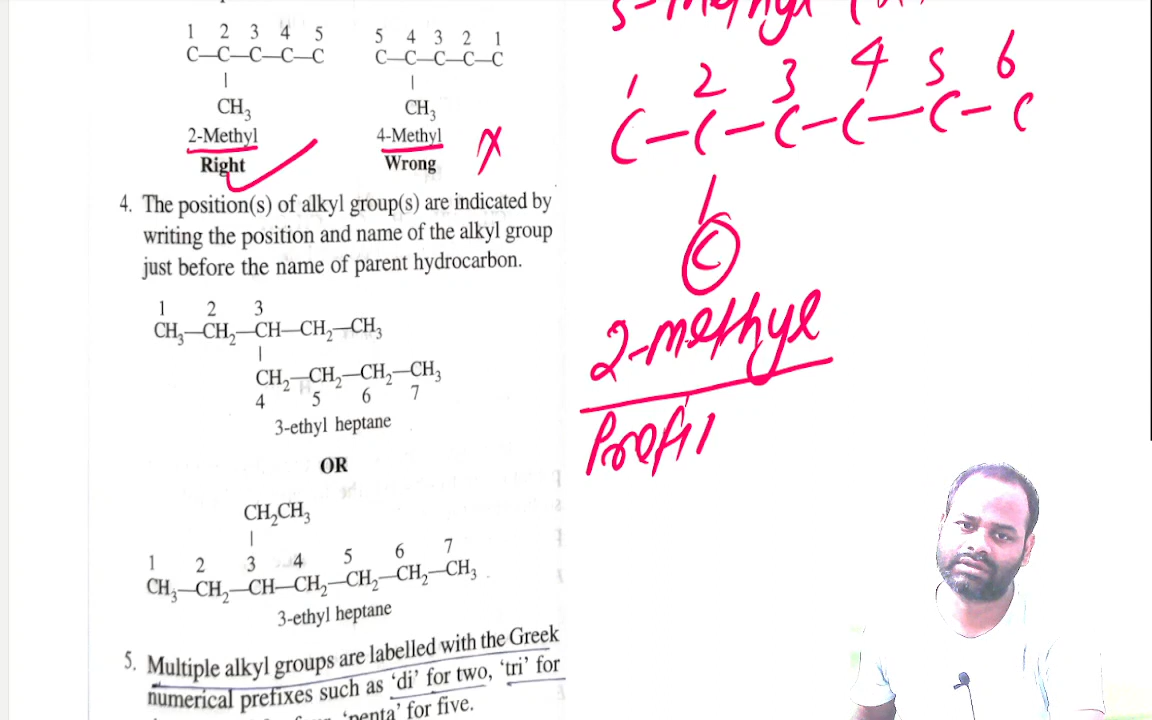 1 2 3 4 5
C—C—C—C—C
|
CH₃
2-Methyl
Right
5 4 3 2 1
C—C—C—C—C
|
CH₃
4-Methyl
Wrong
4. The position(s) of alkyl group(s) are indicated by
writing the position and name of the alkyl group
just before the name of parent hydrocarbon.
1 2 3
CH₃—CH₂—CH—CH₂—CH₃
|
CH₂—CH₂—CH₂—CH₃
4 5 6 7
3-ethyl heptane
OR
CH₂CH₃
|
1 2 3 4 5 6 7
CH₃—CH₂—CH—CH₂—CH₂—CH₂—CH₃
3-ethyl heptane
5. Multiple alkyl groups are labelled with the Greek
numerical prefixes such as 'di' for two, 'tri' for
'penta' for five.
1 2 3 4 5 6
C-C-C-C-C-C
C
2-methyl